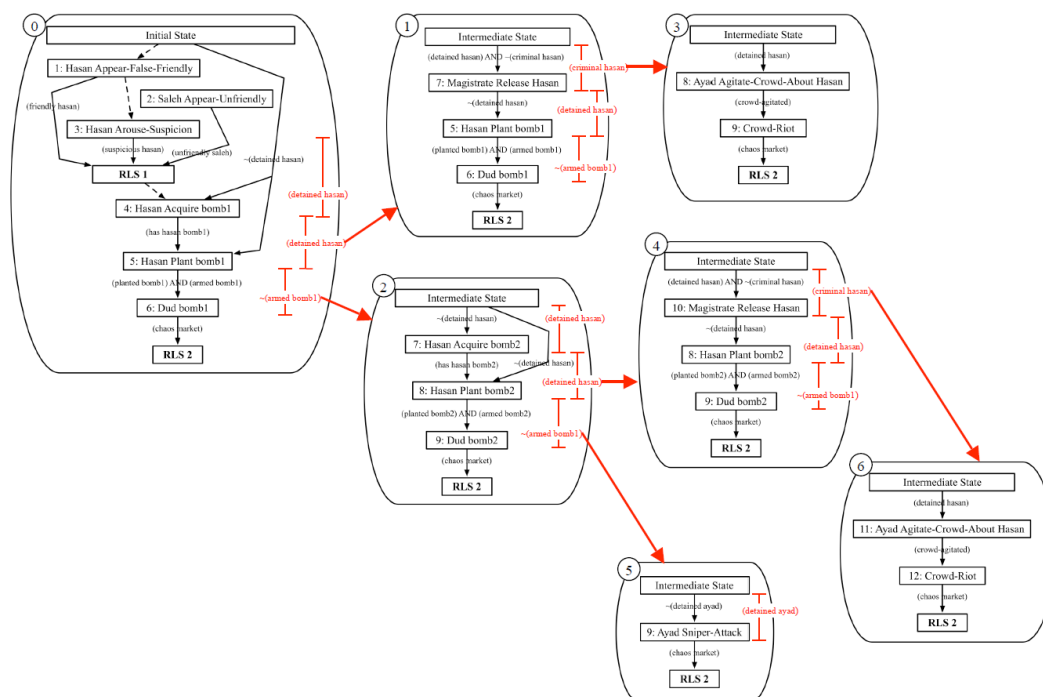 0
Initial State
1: Hasan Appear-False-Friendly
(friendly hasan)
2: Saleh Appear-Unfriendly
3: Hasan Arouse-Suspicion
(suspicious hasan)
(unfriendly saleh)
~(detained hasan)
RLS 1
(detained hasan)
4: Hasan Acquire bomb1
(has hasan bomb1)
(detained hasan)
5: Hasan Plant bomb1
(planted bomb1) AND (armed bomb1)
~(armed bomb1)
6: Dud bomb1
(chaos market)
RLS 2
1
Intermediate State
(detained hasan) AND ~(criminal hasan)
(criminal hasan)
7: Magistrate Release Hasan
~(detained hasan)
(detained hasan)
5: Hasan Plant bomb1
(planted bomb1) AND (armed bomb1)
~(armed bomb1)
6: Dud bomb1
(chaos market)
RLS 2
3
Intermediate State
(detained hasan)
8: Ayad Agitate-Crowd-About Hasan
(crowd-agitated)
9: Crowd-Riot
(chaos market)
RLS 2
2
Intermediate State
~(detained hasan)
(detained hasan)
7: Hasan Acquire bomb2
(has hasan bomb2)
~(detained hasan)
(detained hasan)
8: Hasan Plant bomb2
(planted bomb2) AND (armed bomb2)
~(armed bomb1)
9: Dud bomb2
(chaos market)
RLS 2
4
Intermediate State
(detained hasan) AND ~(criminal hasan)
(criminal hasan)
10: Magistrate Release Hasan
~(detained hasan)
(detained hasan)
8: Hasan Plant bomb2
(planted bomb2) AND (armed bomb2)
~(armed bomb1)
9: Dud bomb2
(chaos market)
RLS 2
6
Intermediate State
(detained hasan)
11: Ayad Agitate-Crowd-About Hasan
(crowd-agitated)
12: Crowd-Riot
(chaos market)
RLS 2
5
Intermediate State
~(detained ayad)
(detained ayad)
9: Ayad Sniper-Attack
(chaos market)
RLS 2